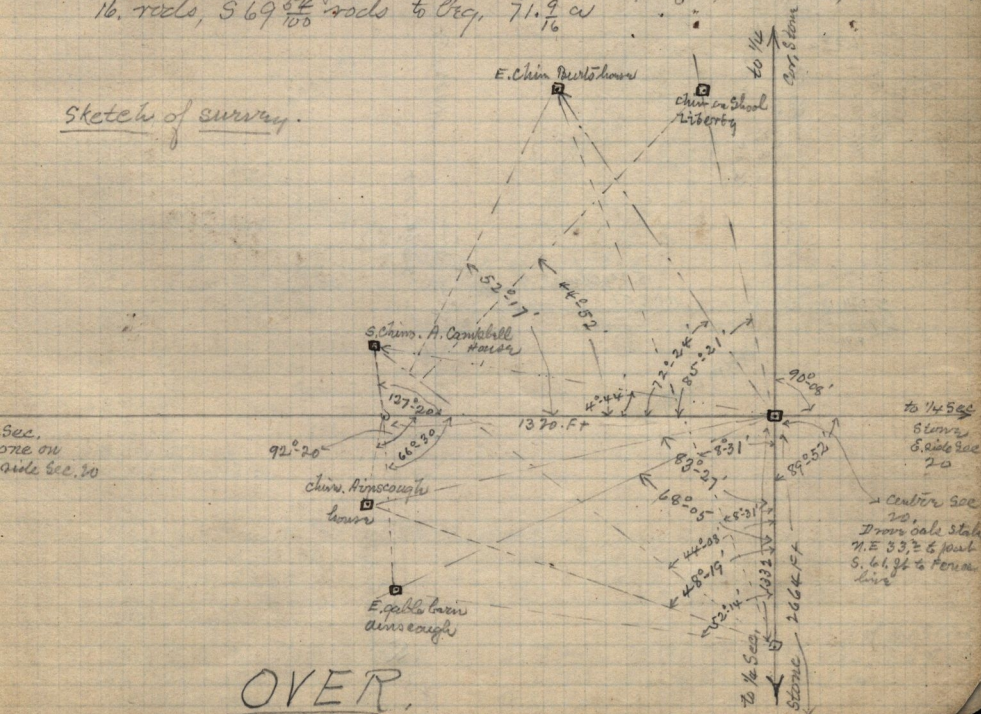 16. rods, S 69 54/100 rods to beg. 71. 9/16 a
Sketch of survey.
E. Chim Burts house
chim on School
Liberty
to 1/4
Cor. Stone
52°-17'
44°-52'
72°-24'
85°-21'
90°-08'
S. Chim. A. Campbell
House
127°-20
4°-44'
1320. Ft
92°-20
66°-30
Sec.
one on
side Sec. 20
to 1/4 Sec
Stone
E. side Sec
20
8-31'
83°-27'
89°-52
68°-05
8-31'
chim. Ainscough
house
Centre Sec
20.
Drove oak
N.E 33,
S. 61,
line
44°-08'
48°-19'
52°-14'
1332
2664 Ft
E. gable barn
ainscough
to 1/4 Sec.
Stone
OVER.